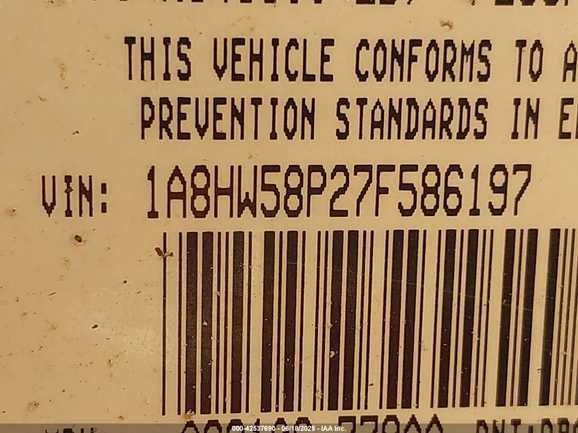 THIS VEHICLE CONFORMS TO A
PREVENTION STANDARDS IN E
VIN: 1A8HW58P27F586197
000-42537690 - 06/18/2025 - IAA Inc.